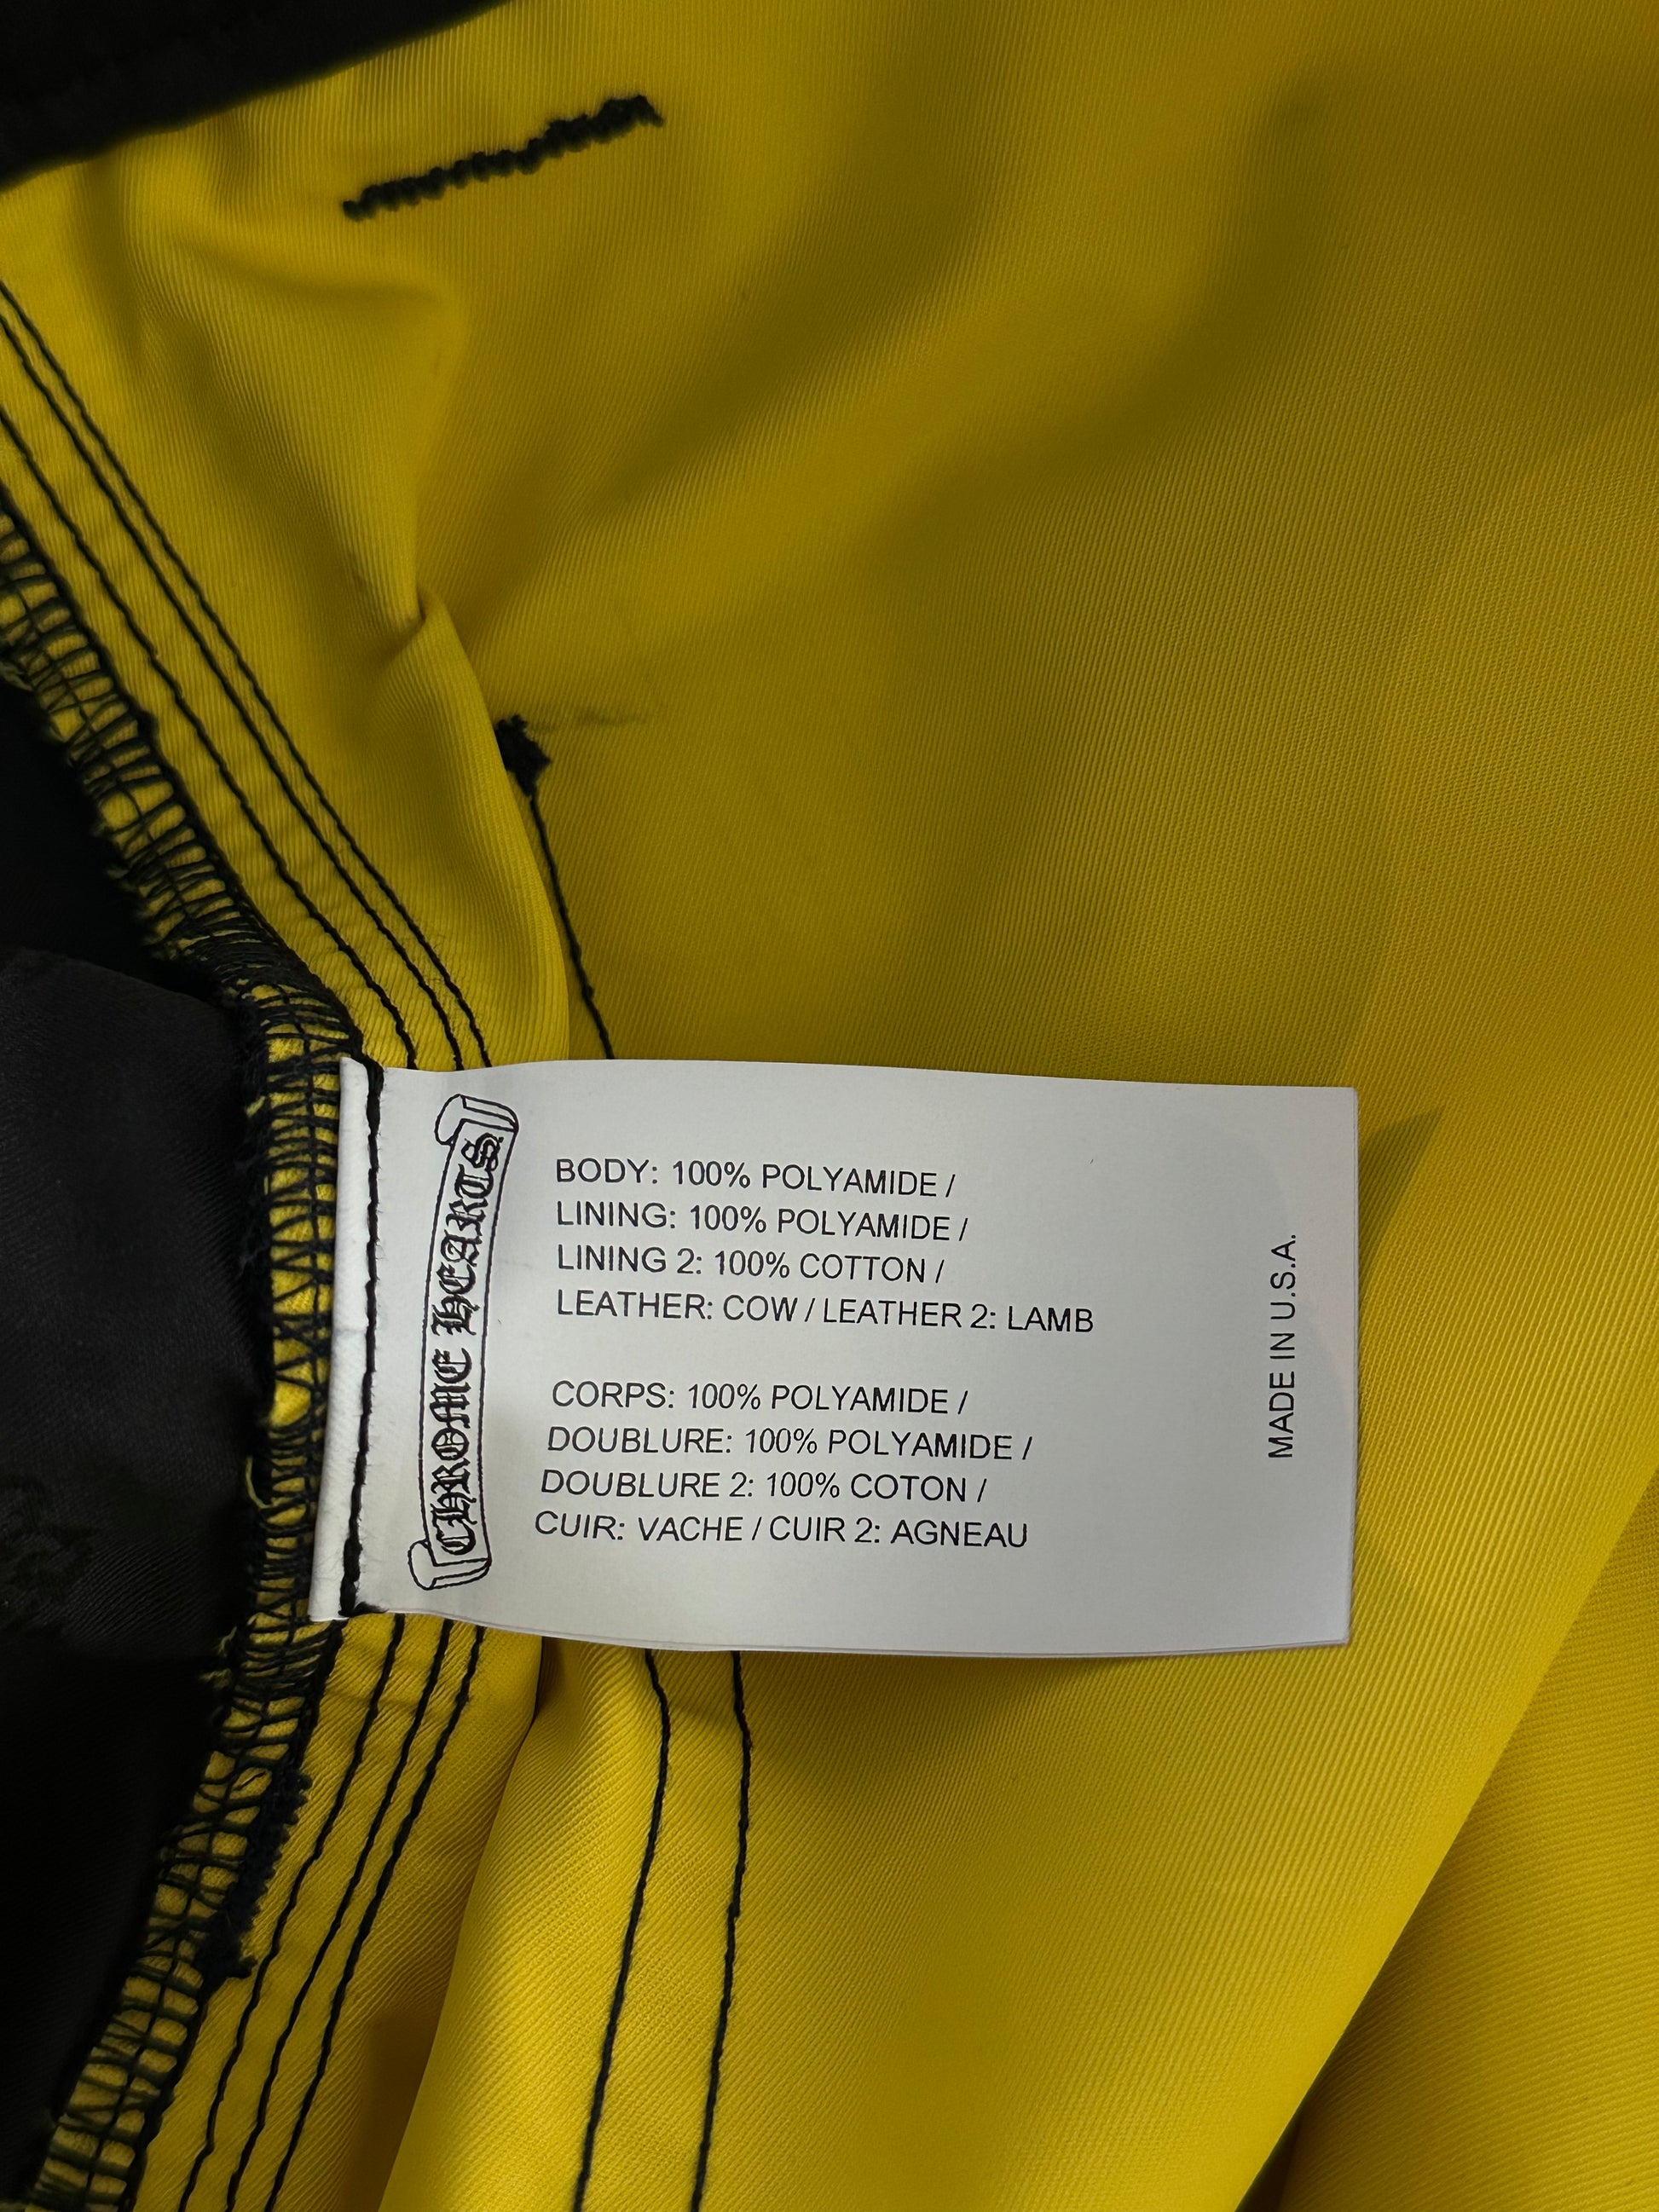 CHROME HEARTS
BODY: 100% POLYAMIDE /
LINING: 100% POLYAMIDE /
LINING 2: 100% COTTON /
LEATHER: COW / LEATHER 2: LAMB
CORPS: 100% POLYAMIDE /
DOUBLURE: 100% POLYAMIDE /
DOUBLURE 2: 100% COTON /
CUIR: VACHE / CUIR 2: AGNEAU
MADE IN U.S.A.